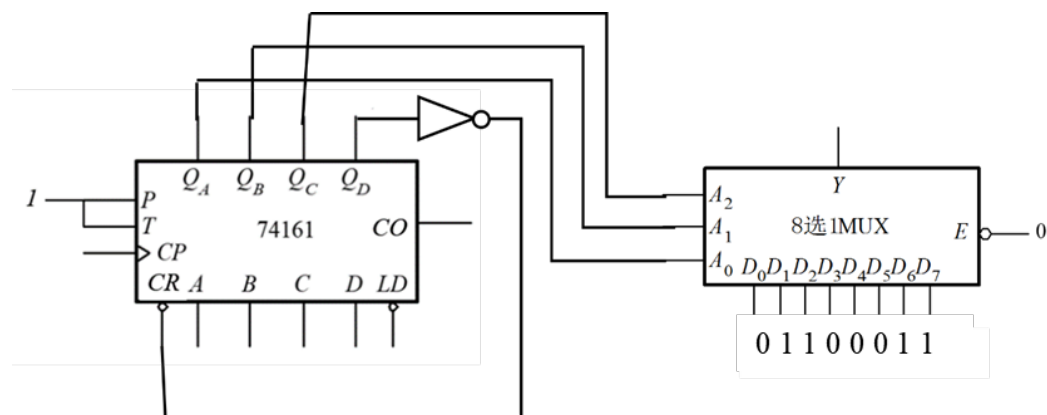 Q_A Q_B Q_C Q_D
1 P
T
CP
74161
CO
CR A B C D LD
Y
A_2
A_1
A_0
8选1MUX
E 0
D_0 D_1 D_2 D_3 D_4 D_5 D_6 D_7
0 1 1 0 0 0 1 1